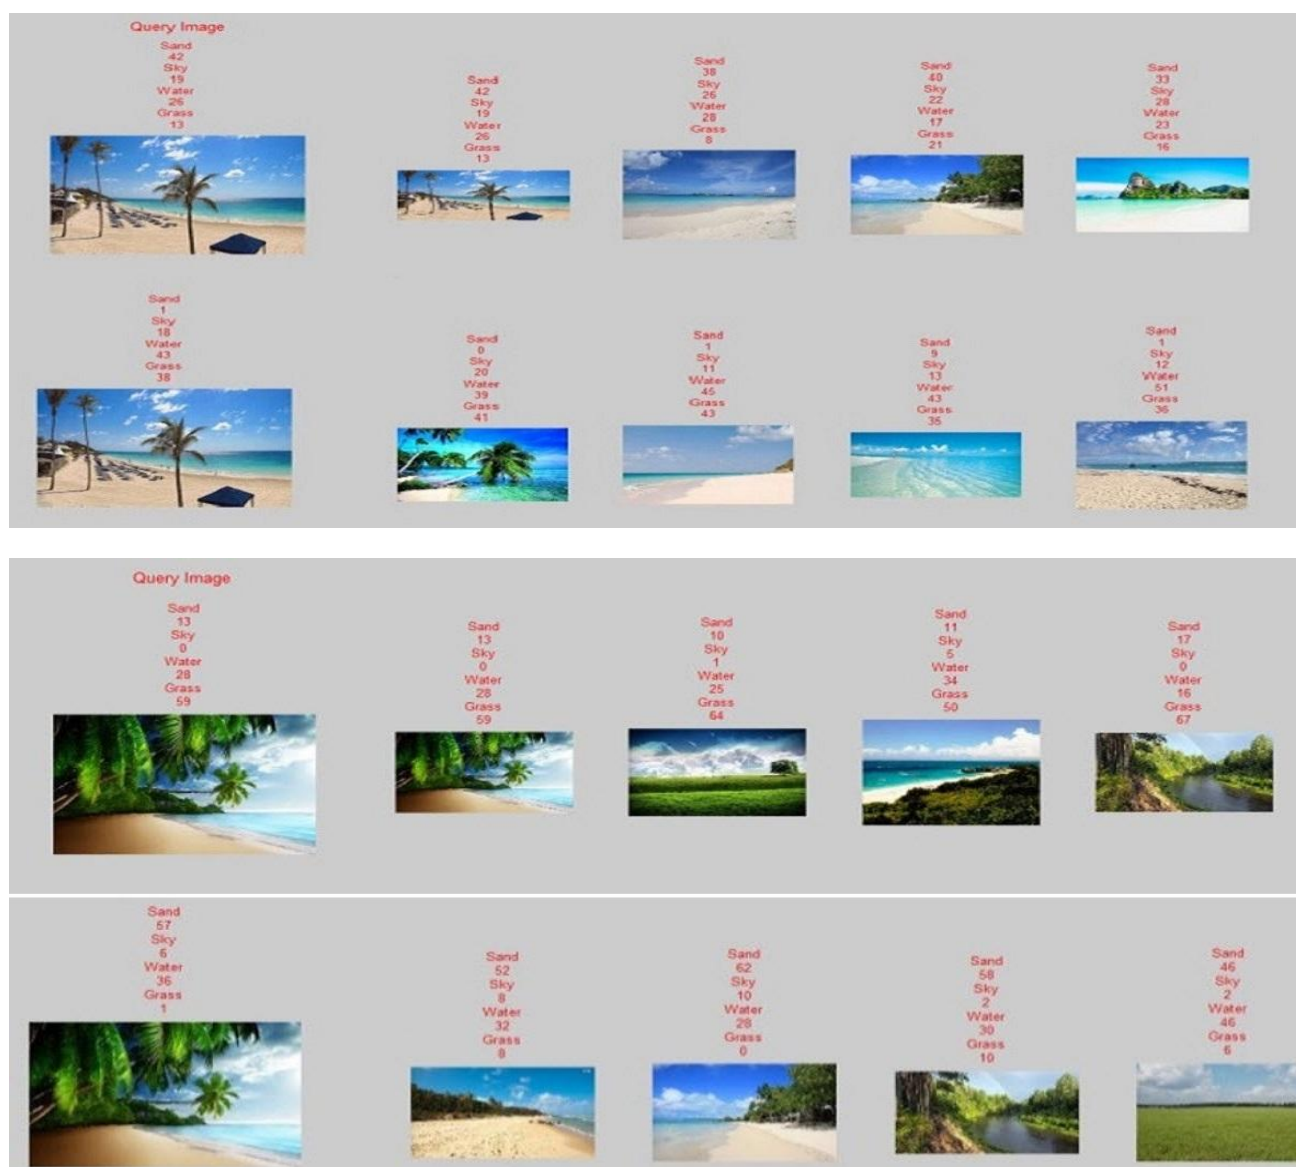 Query Image
Sand
42
Sky
19
Water
26
Grass
13
Sand
42
Sky
19
Water
26
Grass
13
Sand
38
Sky
26
Water
28
Grass
8
Sand
40
Sky
22
Water
17
Grass
21
Sand
33
Sky
28
Water
23
Grass
16
Sand
1
Sky
18
Water
43
Grass
38
Sand
0
Sky
20
Water
39
Grass
41
Sand
1
Sky
11
Water
45
Grass
43
Sand
9
Sky
13
Water
43
Grass
35
Sand
1
Sky
12
Water
51
Grass
36
Query Image
Sand
13
Sky
0
Water
28
Grass
59
Sand
13
Sky
0
Water
28
Grass
59
Sand
10
Sky
1
Water
25
Grass
64
Sand
11
Sky
5
Water
34
Grass
50
Sand
17
Sky
0
Water
16
Grass
67
Sand
57
Sky
6
Water
36
Grass
1
Sand
52
Sky
8
Water
32
Grass
8
Sand
62
Sky
10
Water
28
Grass
0
Sand
58
Sky
2
Water
30
Grass
10
Sand
46
Sky
2
Water
46
Grass
6